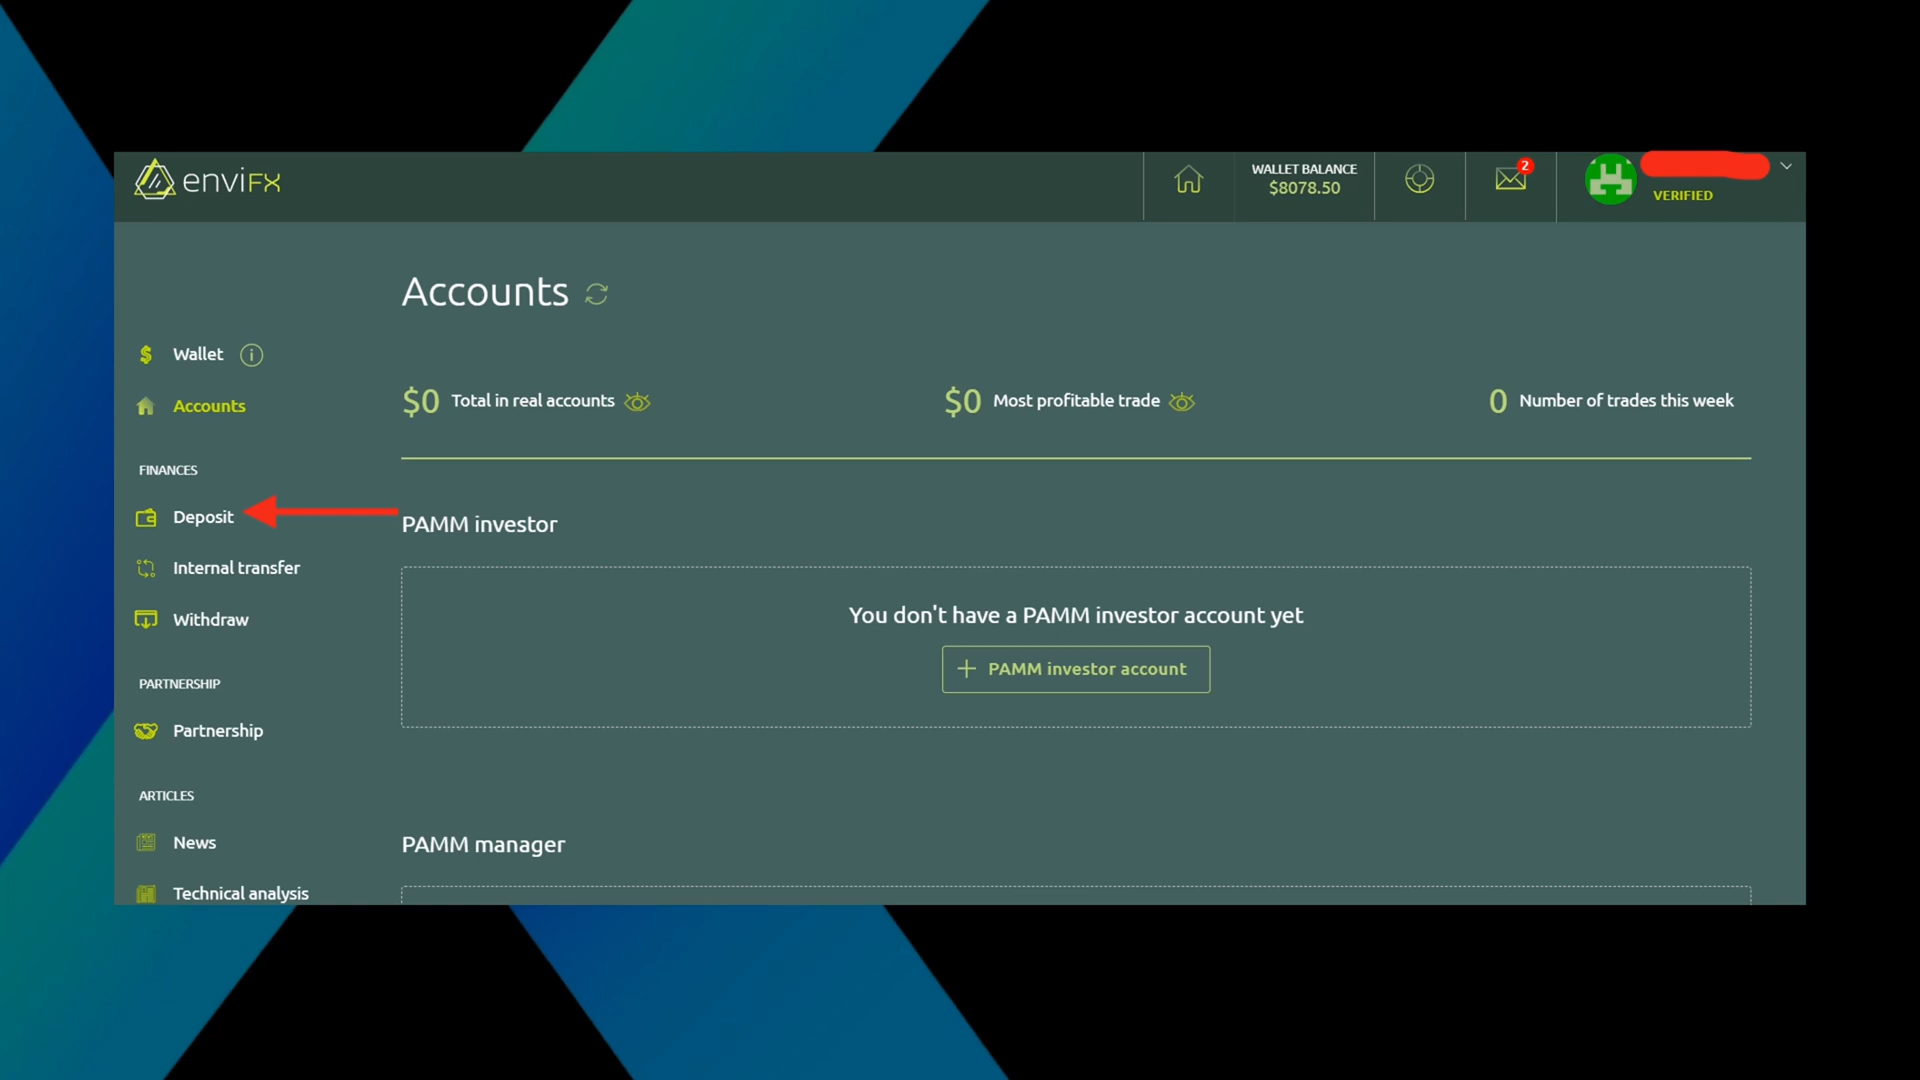 enviFX
WALLET BALANCE
$8078.50
2
VERIFIED
Accounts
Wallet
Accounts
$0 Total in real accounts
$0 Most profitable trade
0 Number of trades this week
FINANCES
Deposit
Internal transfer
Withdraw
PARTNERSHIP
Partnership
ARTICLES
News
Technical analysis
PAMM investor
You don't have a PAMM investor account yet
+ PAMM investor account
PAMM manager